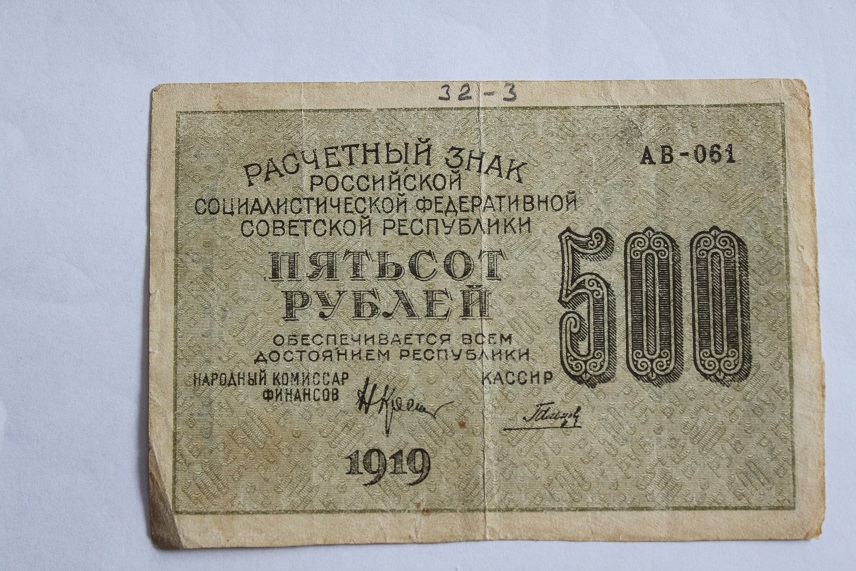 32-3
РАСЧЕТНЫЙ ЗНАК
АВ-061
РОССИЙСКОЙ
СОЦИАЛИСТИЧЕСКОЙ ФЕДЕРАТИВНОЙ
СОВЕТСКОЙ РЕСПУБЛИКИ
ПЯТЬСОТ
РУБЛЕЙ
500
ОБЕСПЕЧИВАЕТСЯ ВСЕМ
ДОСТОЯНИЕМ РЕСПУБЛИКИ
НАРОДНЫЙ КОМИССАР
ФИНАНСОВ
КАССИР
1919